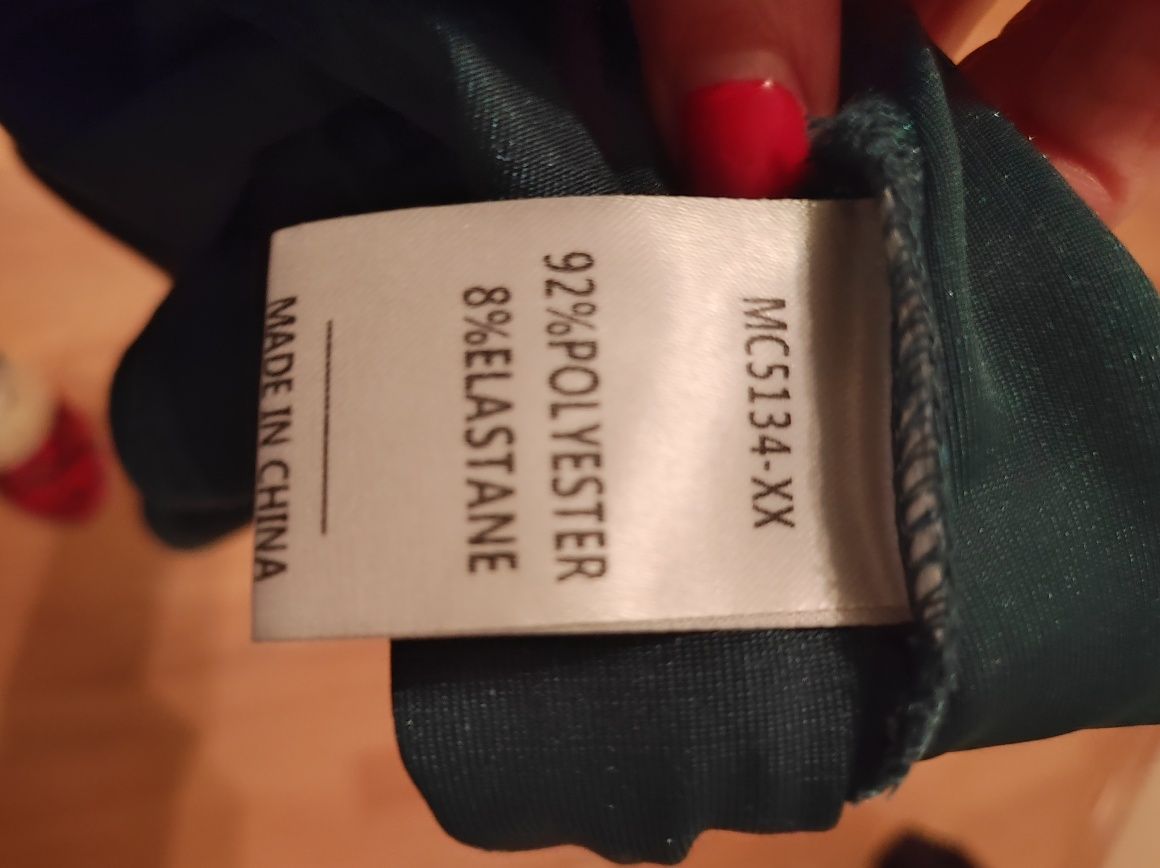 MC5134-XX
92%POLYESTER
8%ELASTANE
MADE IN CHINA